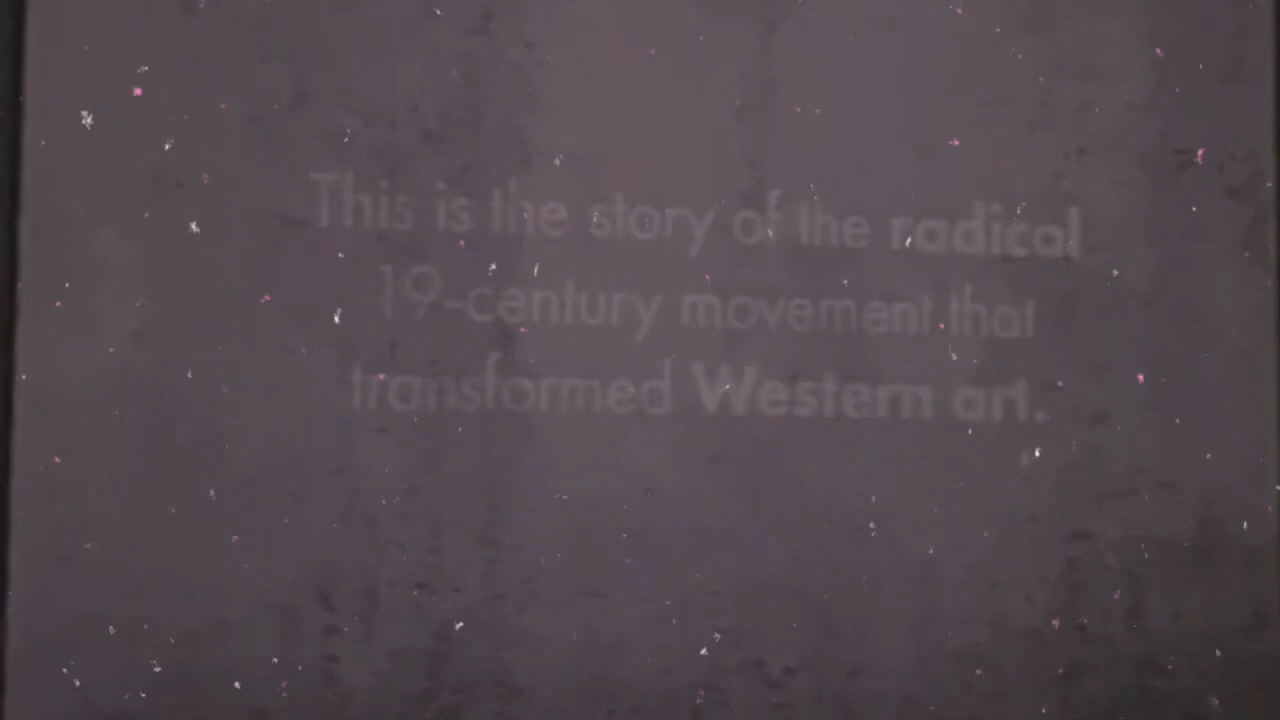 This is the story of the radical
19-century movement that
transformed Western art.